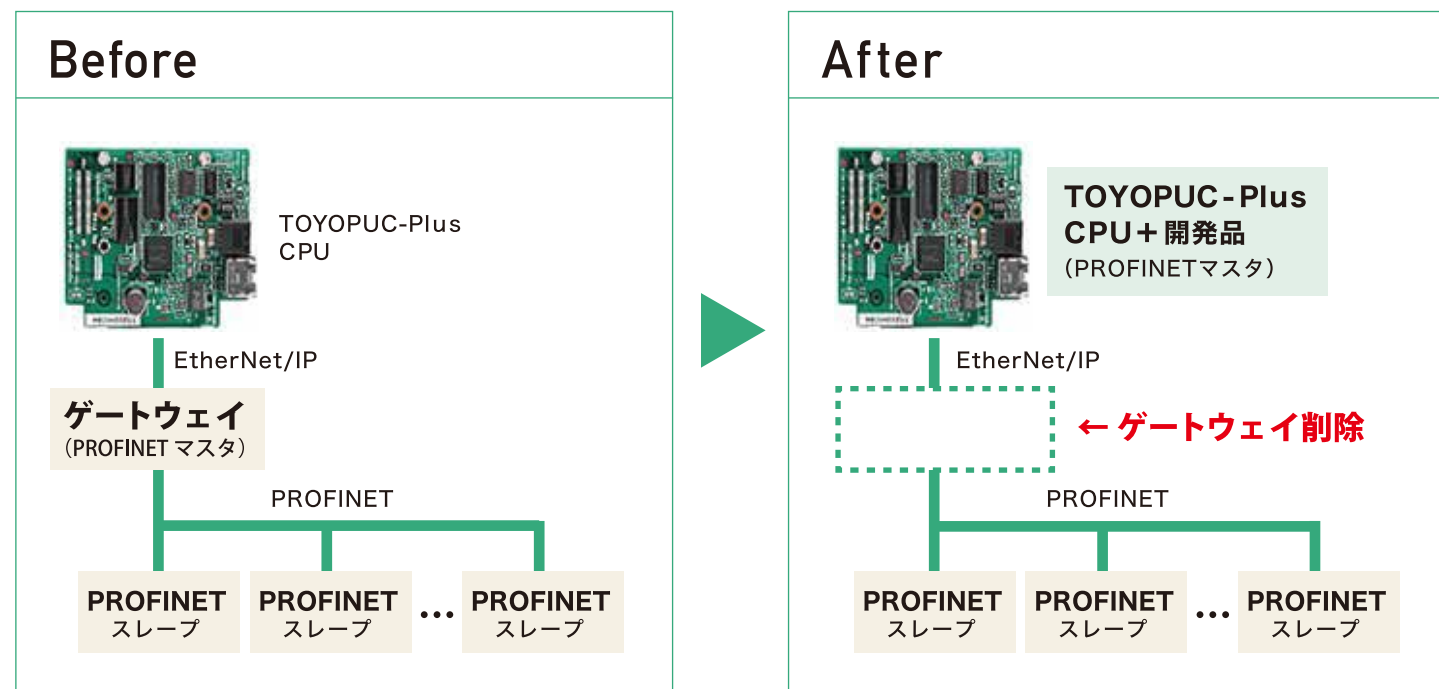 Before
TOYOPUC-Plus
CPU
EtherNet/IP
ゲートウェイ
(PROFINET マスタ)
PROFINET
PROFINET
スレーブ
PROFINET
スレーブ
…
PROFINET
スレーブ
After
TOYOPUC-Plus
CPU+開発品
(PROFINETマスタ)
EtherNet/IP
←ゲートウェイ削除
PROFINET
PROFINET
スレーブ
PROFINET
スレーブ
…
PROFINET
スレーブ